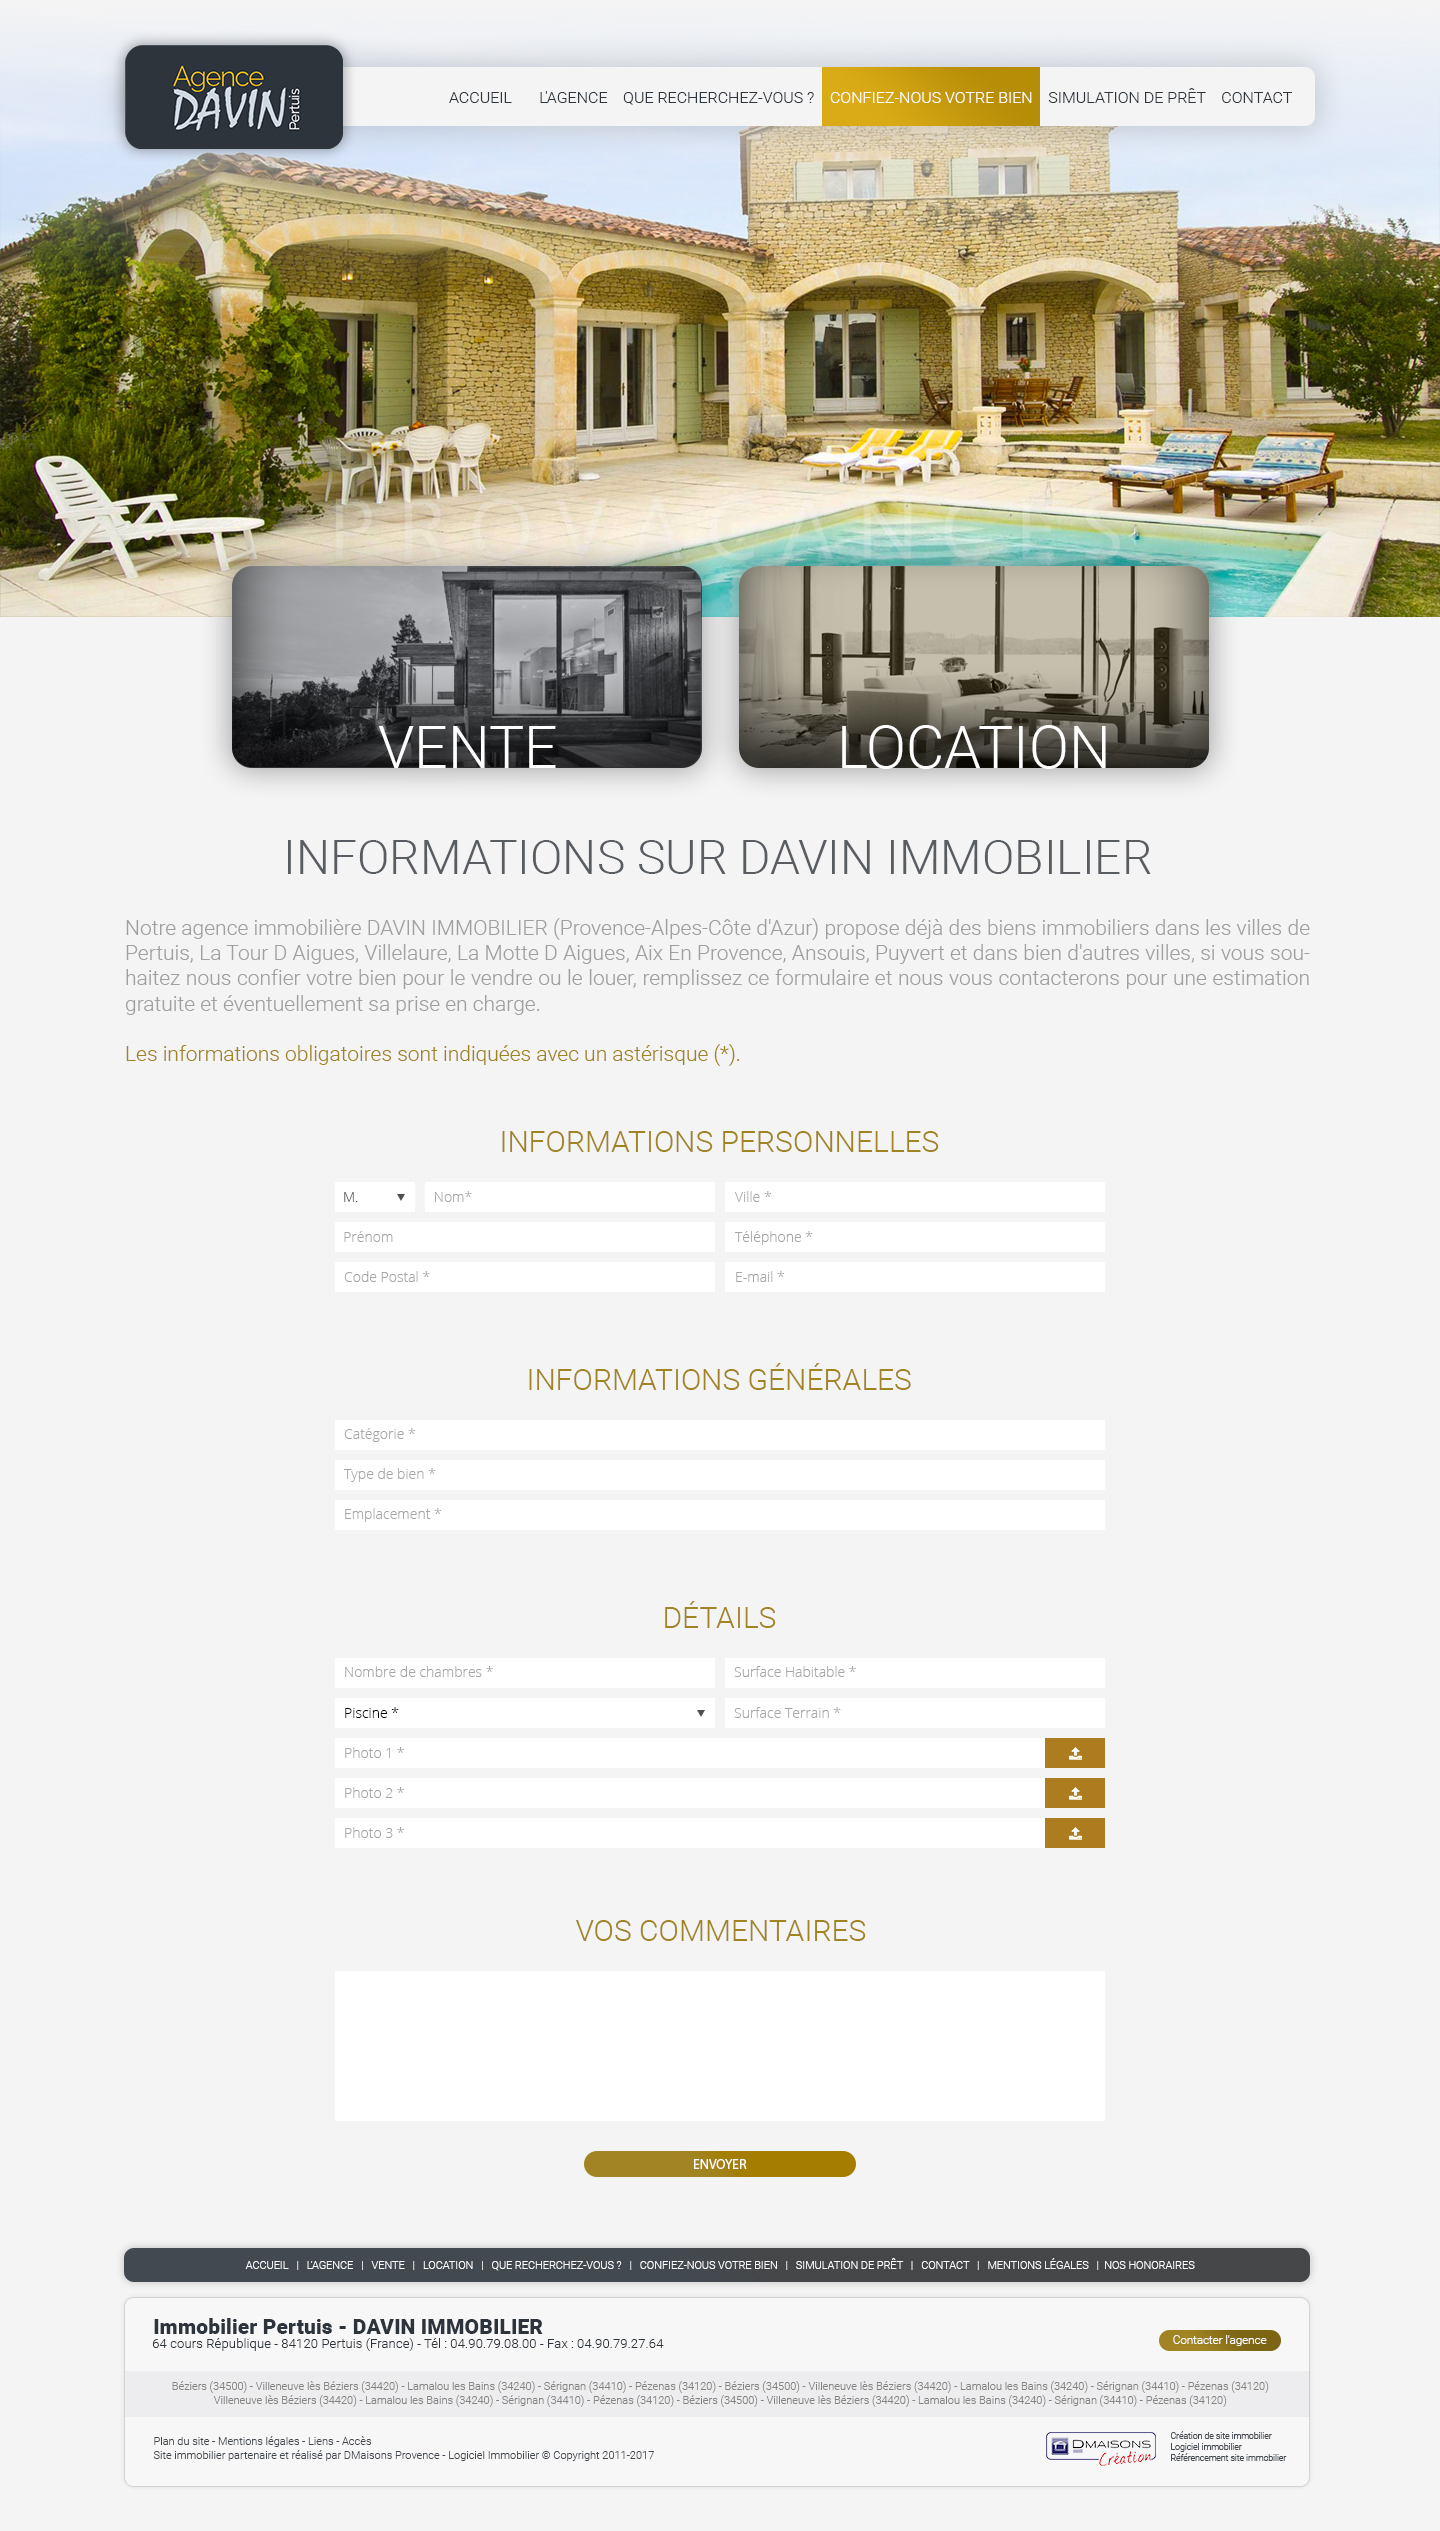 Agence
DAVIN
Pertuis
ACCUEIL L'AGENCE QUE RECHERCHEZ-VOUS ? CONFIEZ-NOUS VOTRE BIEN SIMULATION DE PRÊT CONTACT
PROVACANCES
VENTE LOCATION
INFORMATIONS SUR DAVIN IMMOBILIER
Notre agence immobilière DAVIN IMMOBILIER (Provence-Alpes-Côte d'Azur) propose déjà des biens immobiliers dans les villes de
Pertuis, La Tour D Aigues, Villelaure, La Motte D Aigues, Aix En Provence, Ansouis, Puyvert et dans bien d'autres villes, si vous sou-
haitez nous confier votre bien pour le vendre ou le louer, remplissez ce formulaire et nous vous contacterons pour une estimation
gratuite et éventuellement sa prise en charge.
Les informations obligatoires sont indiquées avec un astérisque (*).
INFORMATIONS PERSONNELLES
M. Nom* Ville *
Prénom Téléphone *
Code Postal * E-mail *
INFORMATIONS GÉNÉRALES
Catégorie *
Type de bien *
Emplacement *
DÉTAILS
Nombre de chambres * Surface Habitable *
Piscine * Surface Terrain *
Photo 1 *
Photo 2 *
Photo 3 *
VOS COMMENTAIRES
ENVOYER
ACCUEIL | L'AGENCE | VENTE | LOCATION | QUE RECHERCHEZ-VOUS ? | CONFIEZ-NOUS VOTRE BIEN | SIMULATION DE PRÊT | CONTACT | MENTIONS LÉGALES | NOS HONORAIRES
Immobilier Pertuis - DAVIN IMMOBILIER
64 cours République - 84120 Pertuis (France) - Tél : 04.90.79.08.00 - Fax : 04.90.79.27.64
Contacter l'agence
Béziers (34500) - Villeneuve lès Béziers (34420) - Lamalou les Bains (34240) - Sérignan (34410) - Pézenas (34120) - Béziers (34500) - Villeneuve lès Béziers (34420) - Lamalou les Bains (34240) - Sérignan (34410) - Pézenas (34120)
Villeneuve lès Béziers (34420) - Lamalou les Bains (34240) - Sérignan (34410) - Pézenas (34120) - Béziers (34500) - Villeneuve lès Béziers (34420) - Lamalou les Bains (34240) - Sérignan (34410) - Pézenas (34120)
Plan du site - Mentions légales - Liens - Accès
Site immobilier partenaire et réalisé par DMaisons Provence - Logiciel Immobilier © Copyright 2011-2017
DMAISONS
Création
Création de site immobilier
Logiciel immobilier
Référencement site immobilier